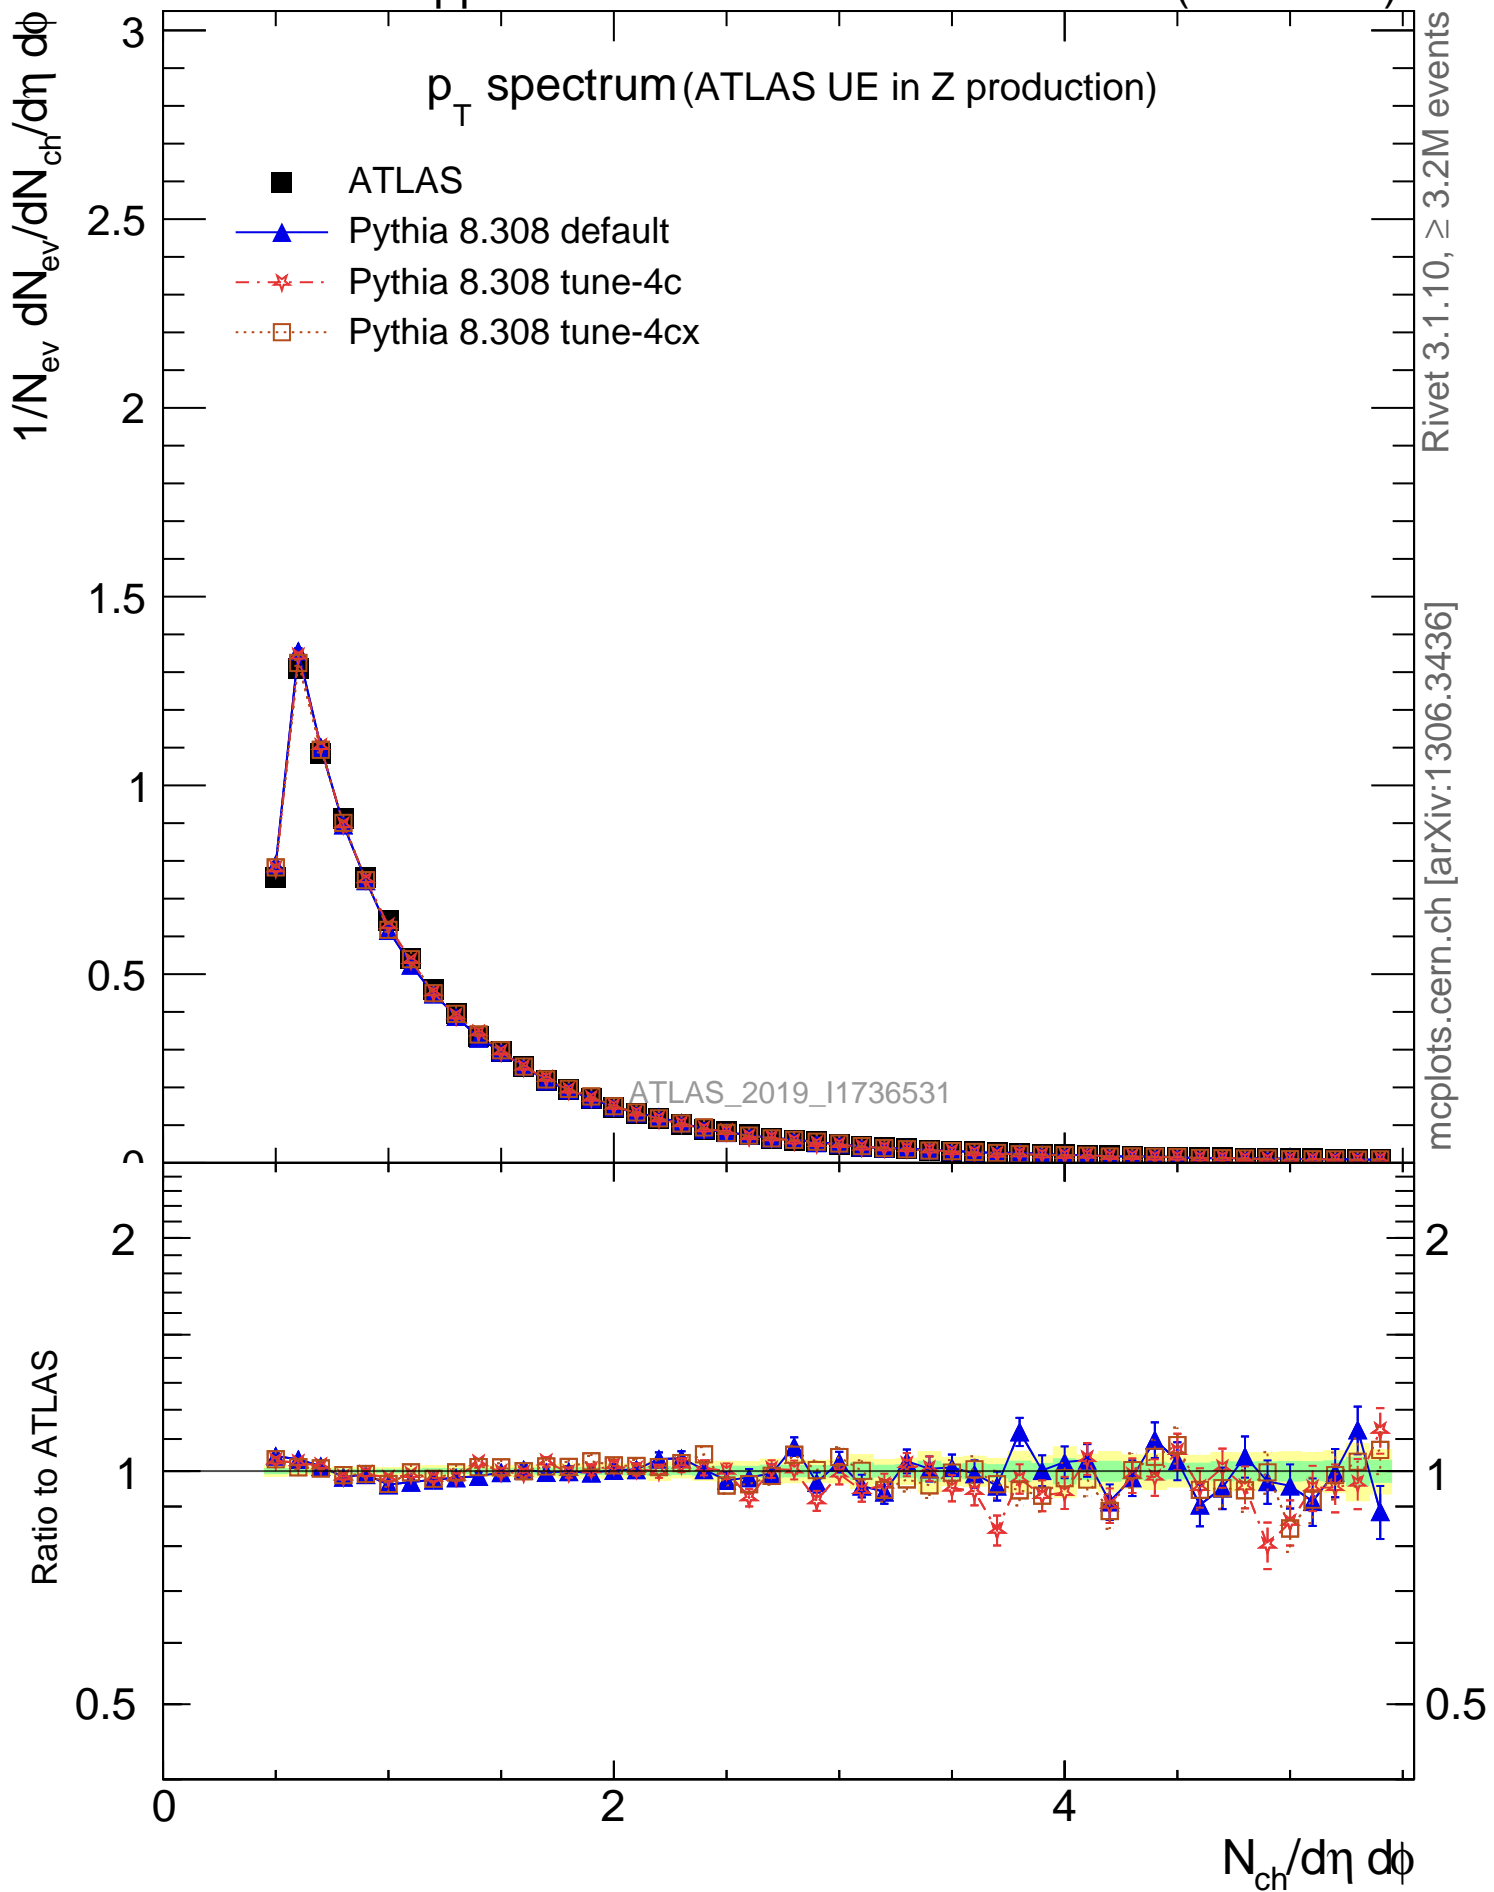 pp
p_T spectrum (ATLAS UE in Z production)
ATLAS
Pythia 8.308 default
Pythia 8.308 tune-4c
Pythia 8.308 tune-4cx
1/N_ev dN_ev/dN_ch/dη dφ
3
2.5
2
1.5
1
0.5
0
ATLAS_2019_I1736531
Rivet 3.1.10, ≥ 3.2M events
mcplots.cern.ch [arXiv:1306.3436]
Ratio to ATLAS
2
1
0.5
2
1
0.5
0
2
4
N_ch/dη dφ